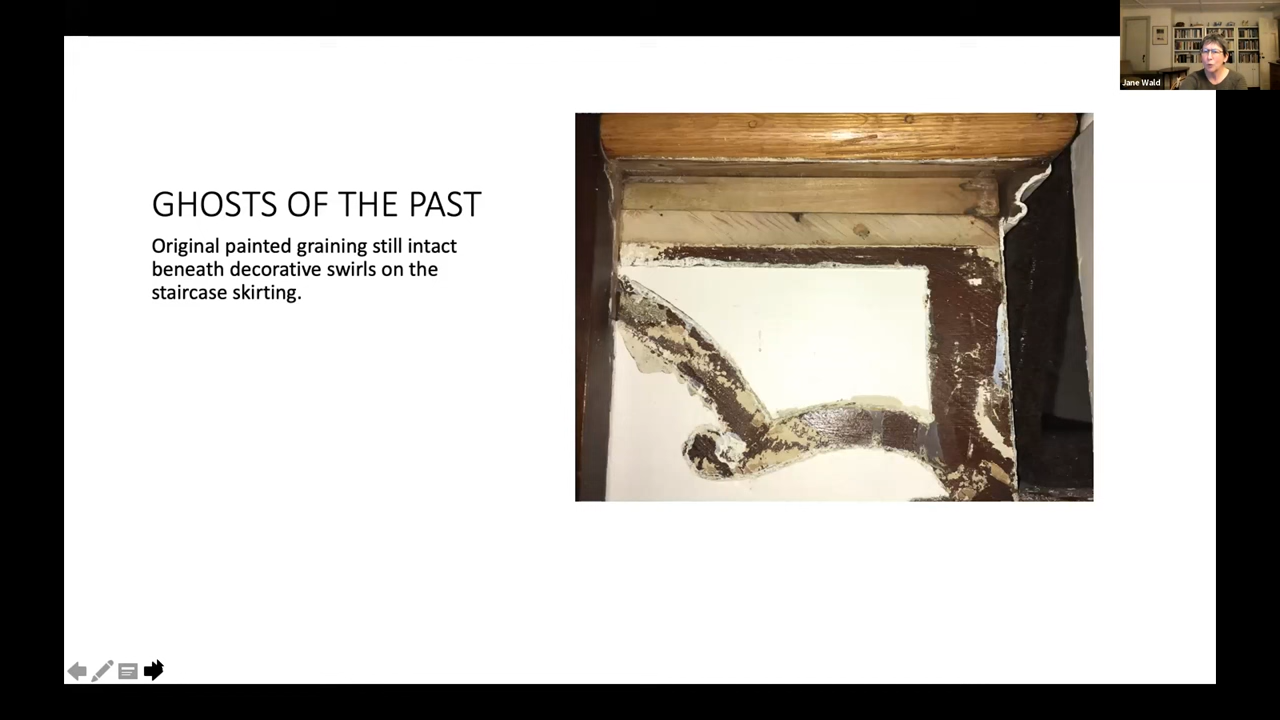 Jane Wald
GHOSTS OF THE PAST
Original painted graining still intact
beneath decorative swirls on the
staircase skirting.